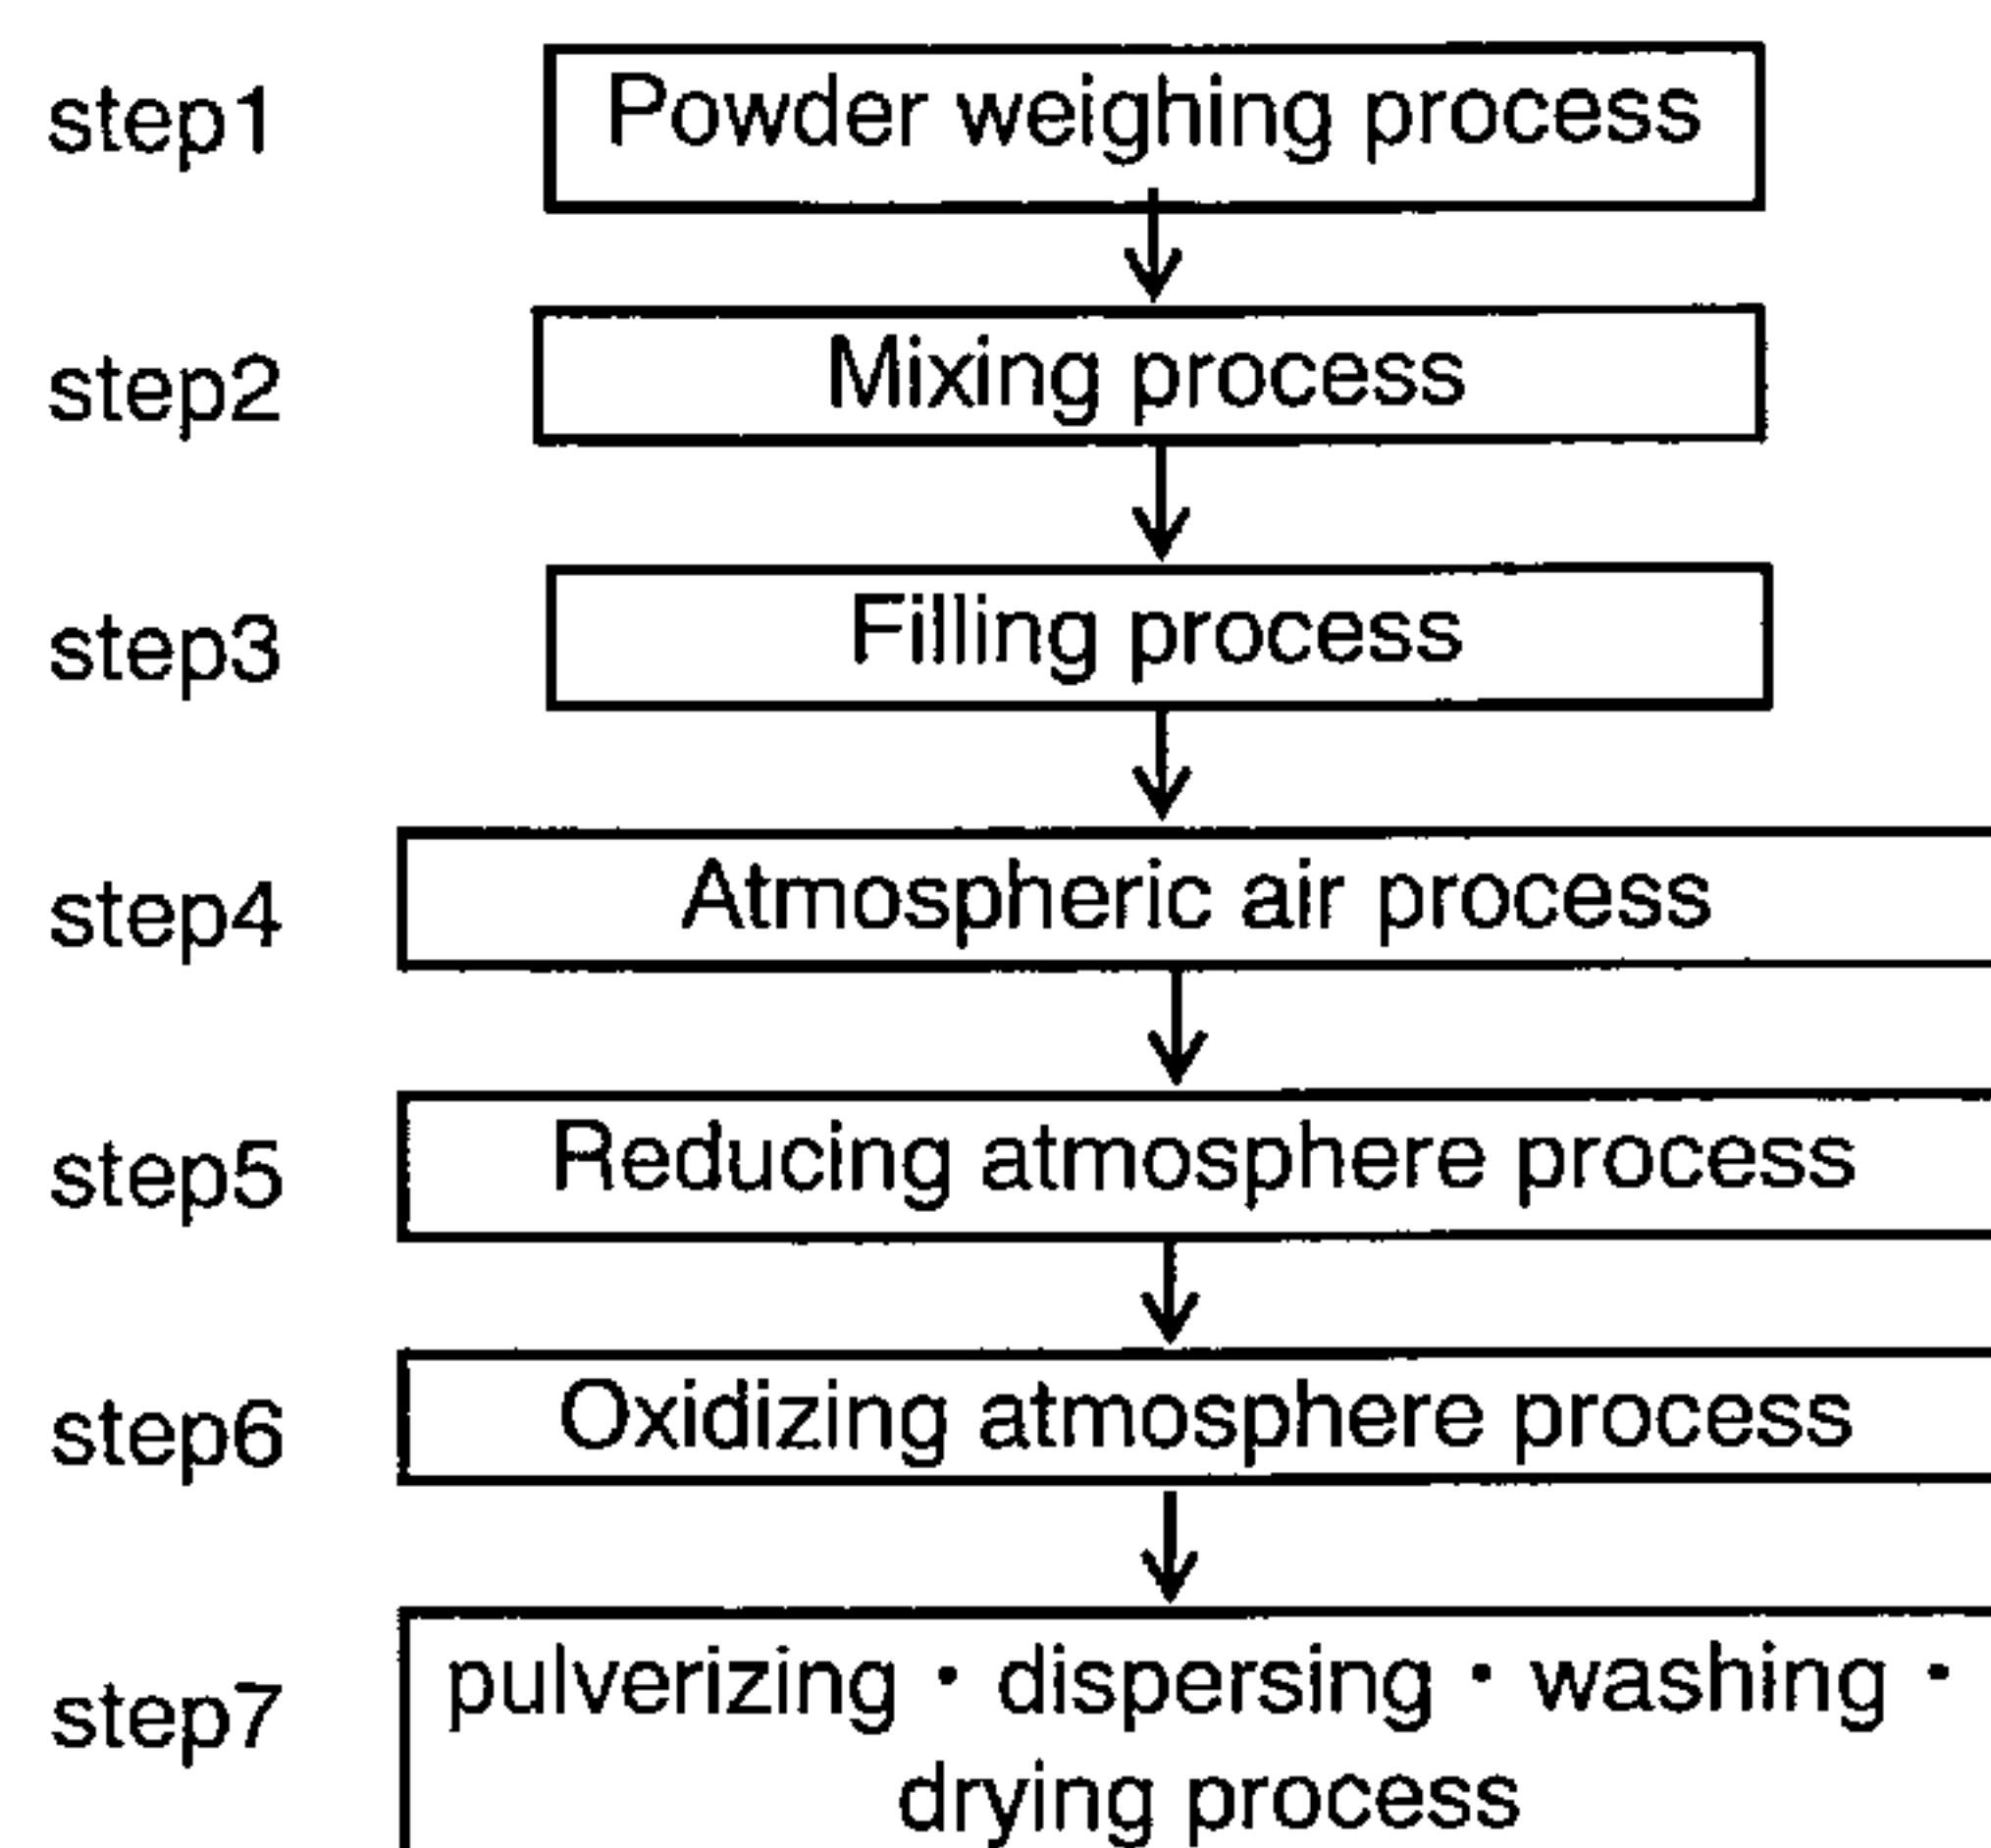 step1 Powder weighing process
step2 Mixing process
step3 Filling process
step4 Atmospheric air process
step5 Reducing atmosphere process
step6 Oxidizing atmosphere process
step7 pulverizing・dispersing・washing・
drying process